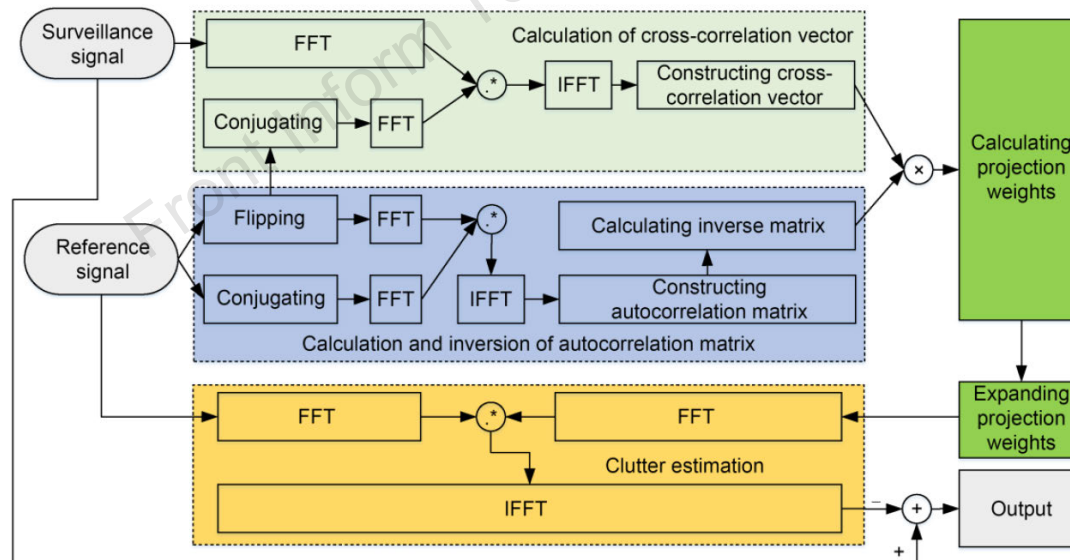 Surveillance
signal
FFT
Calculation of cross-correlation vector
.*
IFFT
Constructing cross-
correlation vector
Conjugating
FFT
Calculating
projection
weights
×
Reference
signal
Flipping
FFT
.*
Calculating inverse matrix
Conjugating
FFT
IFFT
Constructing
autocorrelation matrix
Calculation and inversion of autocorrelation matrix
Expanding
projection
weights
FFT
.*
FFT
Clutter estimation
IFFT
−
+
+
Output
Front Inform